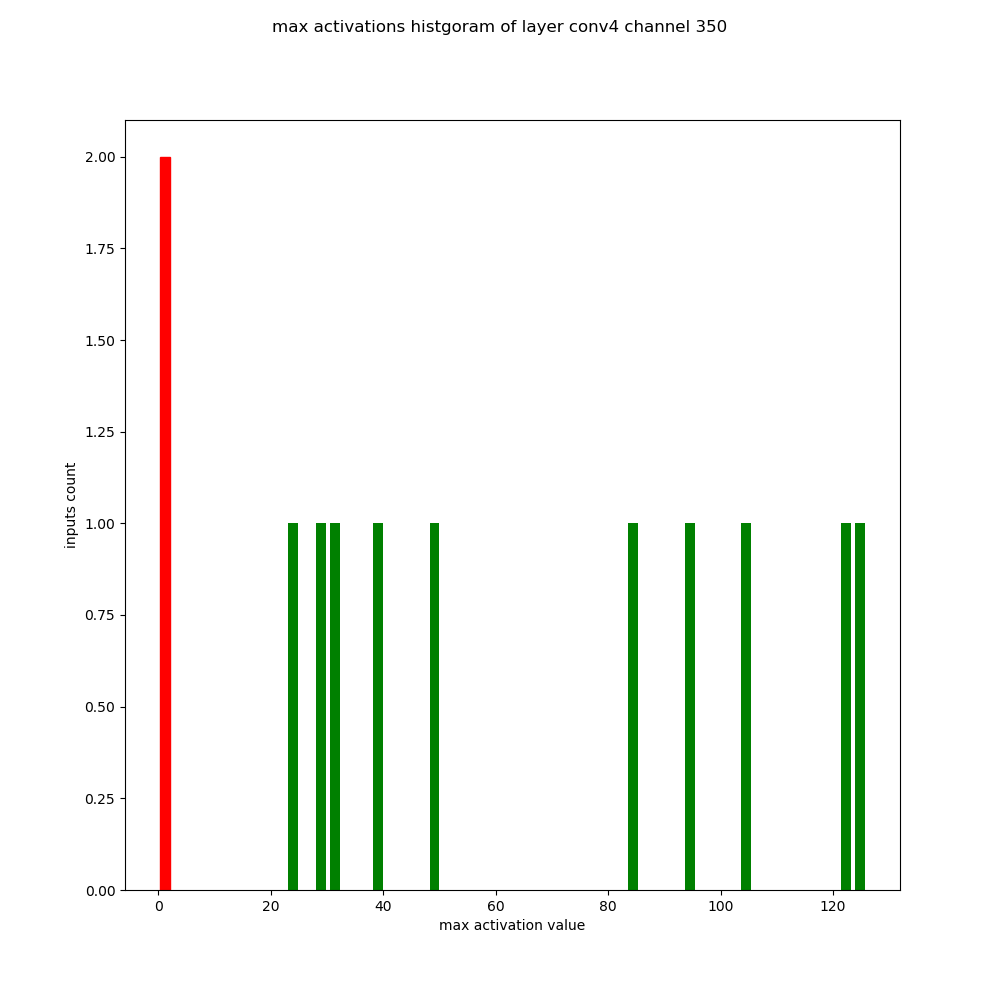 max activations histgoram of layer conv4 channel 350
2.00
1.75
1.50
1.25
1.00
0.75
0.50
0.25
0.00
inputs count
0 20 40 60 80 100 120
max activation value